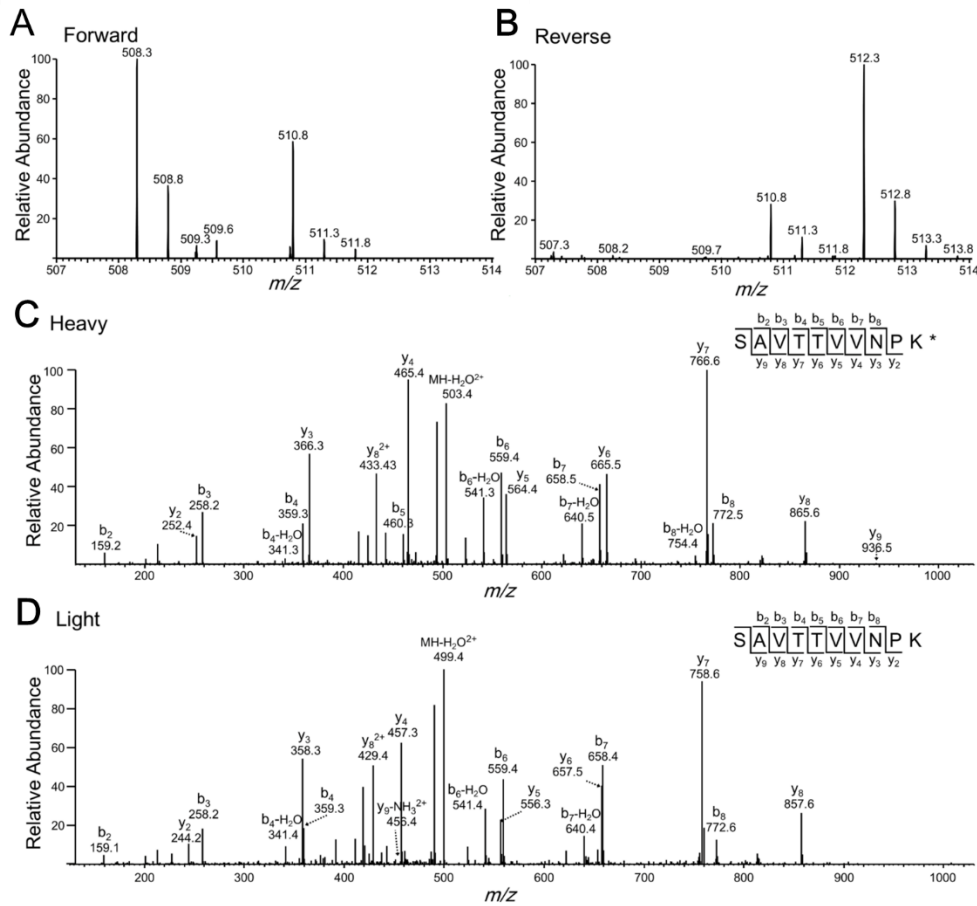 A
Forward
508.3
508.8
509.3
509.6
510.8
511.3
511.8
Relative Abundance
100
80
60
40
20
507
508
509
510
511
512
513
514
m/z
B
Reverse
512.3
510.8
512.8
507.3
508.2
509.7
511.3
511.8
513.3
513.8
Relative Abundance
100
80
60
40
20
507
508
509
510
511
512
513
514
m/z
C Heavy
b2 b3 b4 b5 b6 b7 b8
S A V T T V V N P K *
y9 y8 y7 y6 y5 y4 y3 y2
Relative Abundance
100
80
60
40
20
b2
159.2
y2
252.4
b3
258.2
b4-H2O
341.3
b4
359.3
y3
366.3
y8 2+
433.43
b5
460.3
y4
465.4
MH-H2O2+
503.4
b6-H2O
541.3
b6
559.4
y5
564.4
b7-H2O
640.5
b7
658.5
y6
665.5
b8-H2O
754.4
y7
766.6
b8
772.5
y8
865.6
y9
936.5
200
300
400
500
600
700
800
900
1000
m/z
D Light
b2 b3 b4 b5 b6 b7 b8
S A V T T V V N P K
y9 y8 y7 y6 y5 y4 y3 y2
Relative Abundance
100
80
60
40
20
b2
159.1
y2
244.2
b3
258.2
b4-H2O
341.4
y3
358.3
b4
359.3
y8 2+
429.4
y9-NH3 2+
456.4
y4
457.3
MH-H2O2+
499.4
b6-H2O
541.4
b6
559.4
y5
556.3
b7-H2O
640.4
y6
657.5
b7
658.4
y7
758.6
b8
772.6
y8
857.6
200
300
400
500
600
700
800
900
1000
m/z